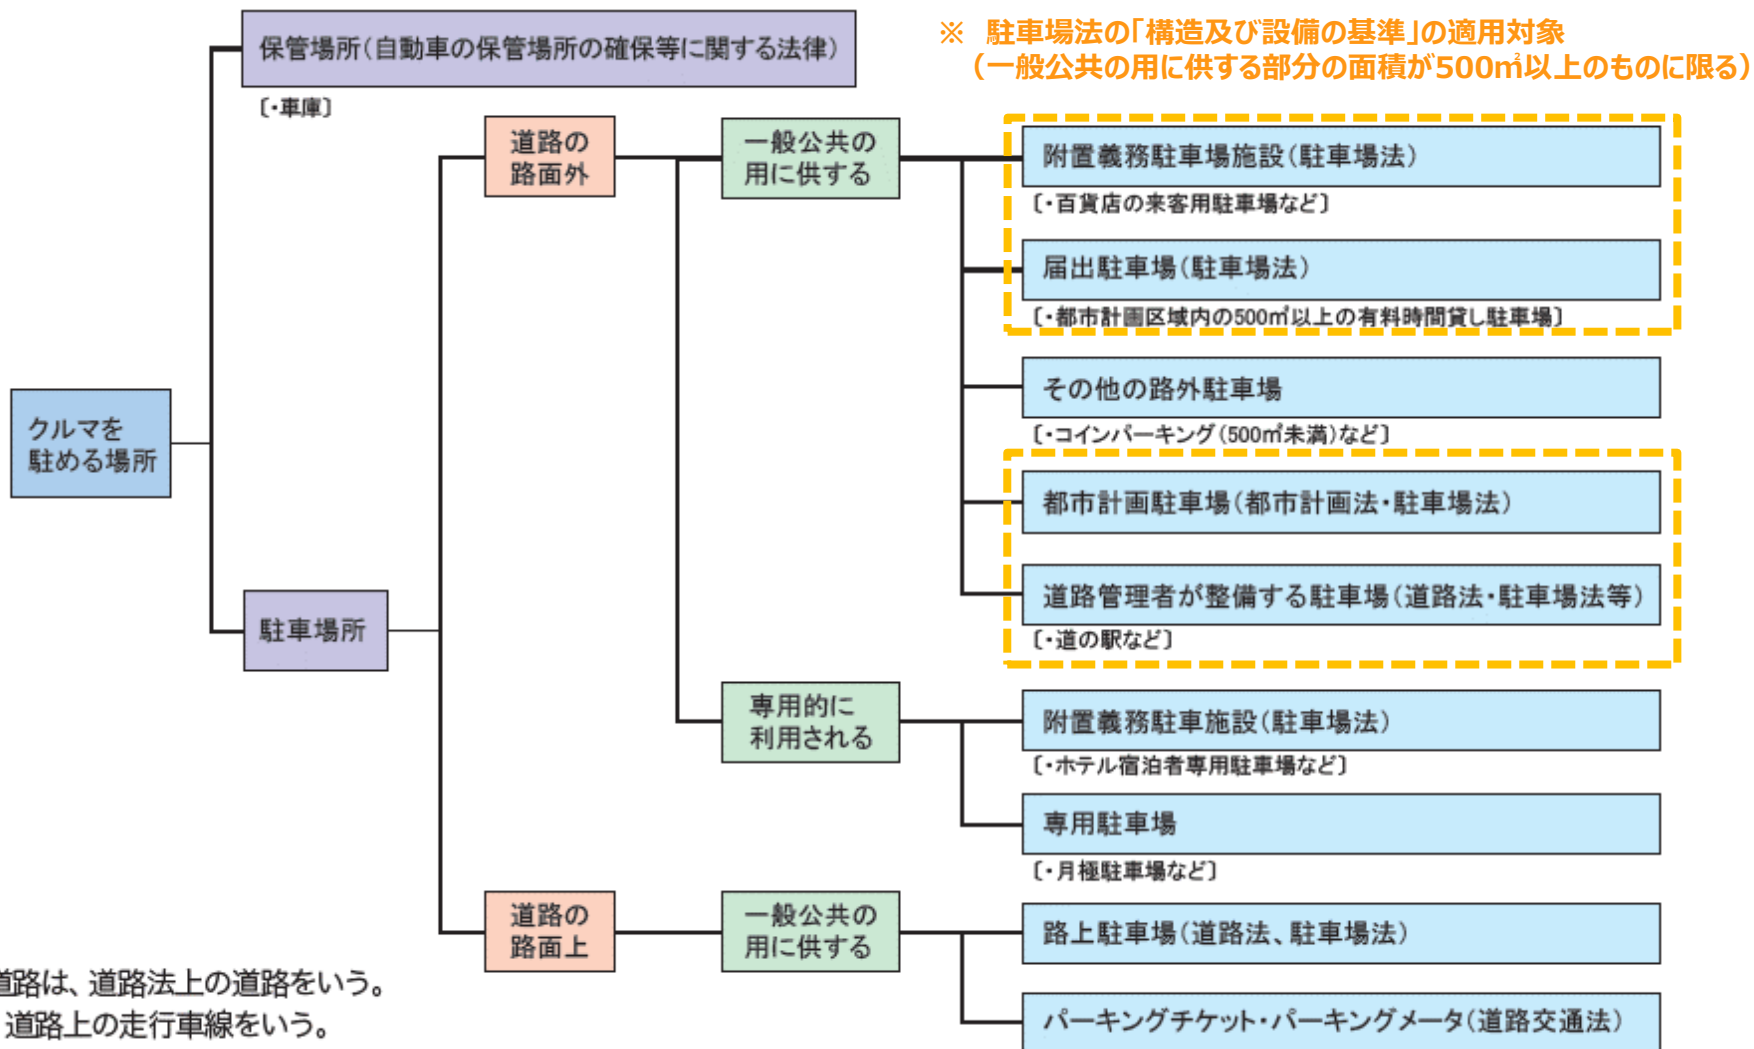 ※ 駐車場法の「構造及び設備の基準」の適用対象
（一般公共の用に供する部分の面積が500㎡以上のものに限る）
保管場所（自動車の保管場所の確保等に関する法律）
〔・車庫〕
道路の
路面外
一般公共の
用に供する
附置義務駐車場施設（駐車場法）
〔・百貨店の来客用駐車場など〕
届出駐車場（駐車場法）
〔・都市計画区域内の500㎡以上の有料時間貸し駐車場〕
その他の路外駐車場
〔・コインパーキング（500㎡未満）など〕
クルマを
駐める場所
都市計画駐車場（都市計画法・駐車場法）
道路管理者が整備する駐車場（道路法・駐車場法等）
〔・道の駅など〕
駐車場所
専用的に
利用される
附置義務駐車施設（駐車場法）
〔・ホテル宿泊者専用駐車場など〕
専用駐車場
〔・月極駐車場など〕
道路の
路面上
一般公共の
用に供する
路上駐車場（道路法、駐車場法）
パーキングチケット・パーキングメータ（道路交通法）
道路は、道路法上の道路をいう。
道路上の走行車線をいう。